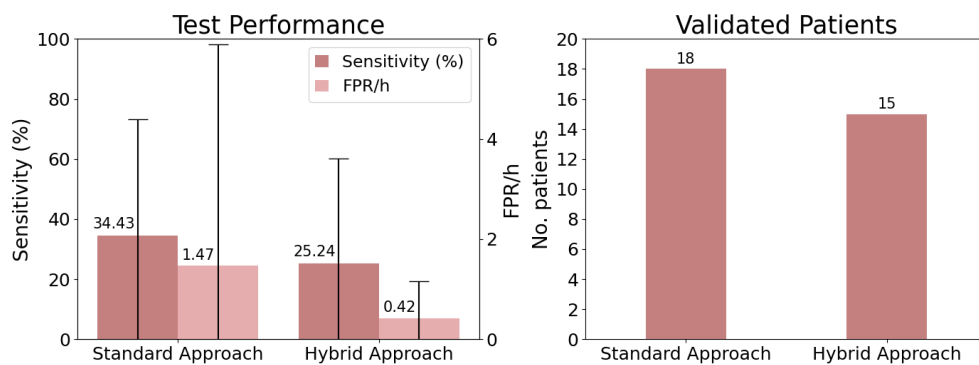 Test Performance
100
80
60
40
20
0
Sensitivity (%)
Sensitivity (%)
FPR/h
34.43
1.47
25.24
0.42
6
4
2
0
FPR/h
Standard Approach
Hybrid Approach
Validated Patients
20
18
16
14
12
10
8
6
4
2
0
No. patients
18
15
Standard Approach
Hybrid Approach